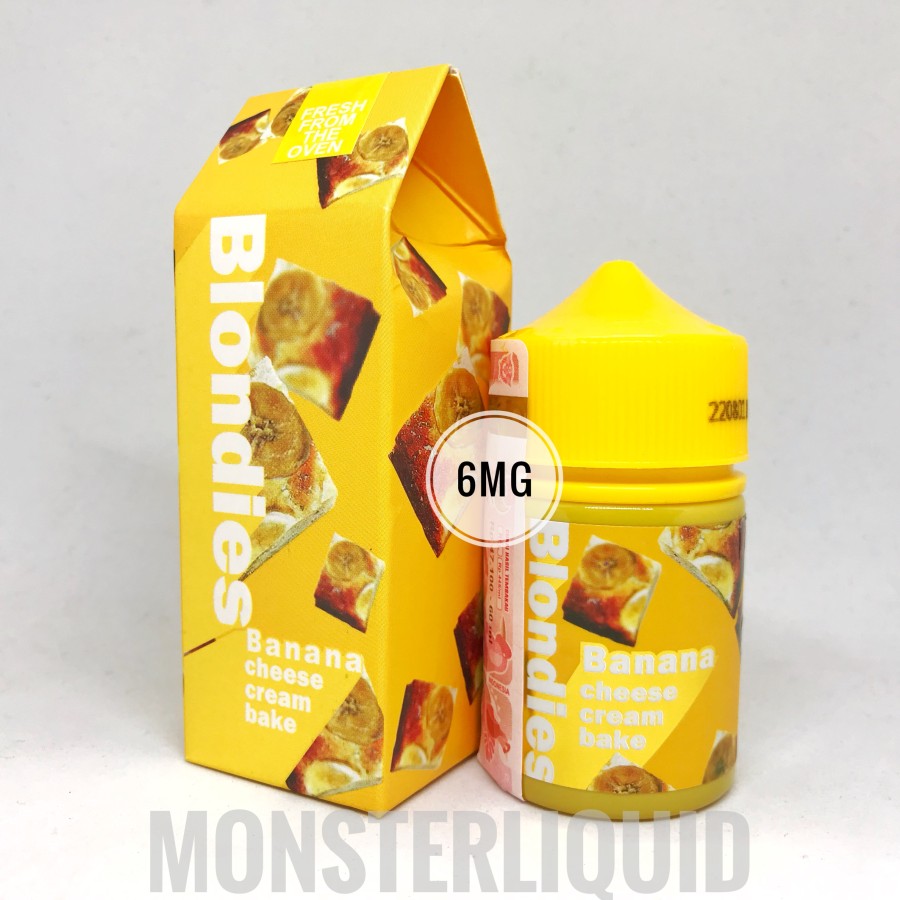 FRESH
FROM
THE
OVEN
Blondies
Banana
cheese
cream
bake
6MG
Blondies
Banana
cheese
cream
bake
MONSTERLIQUID